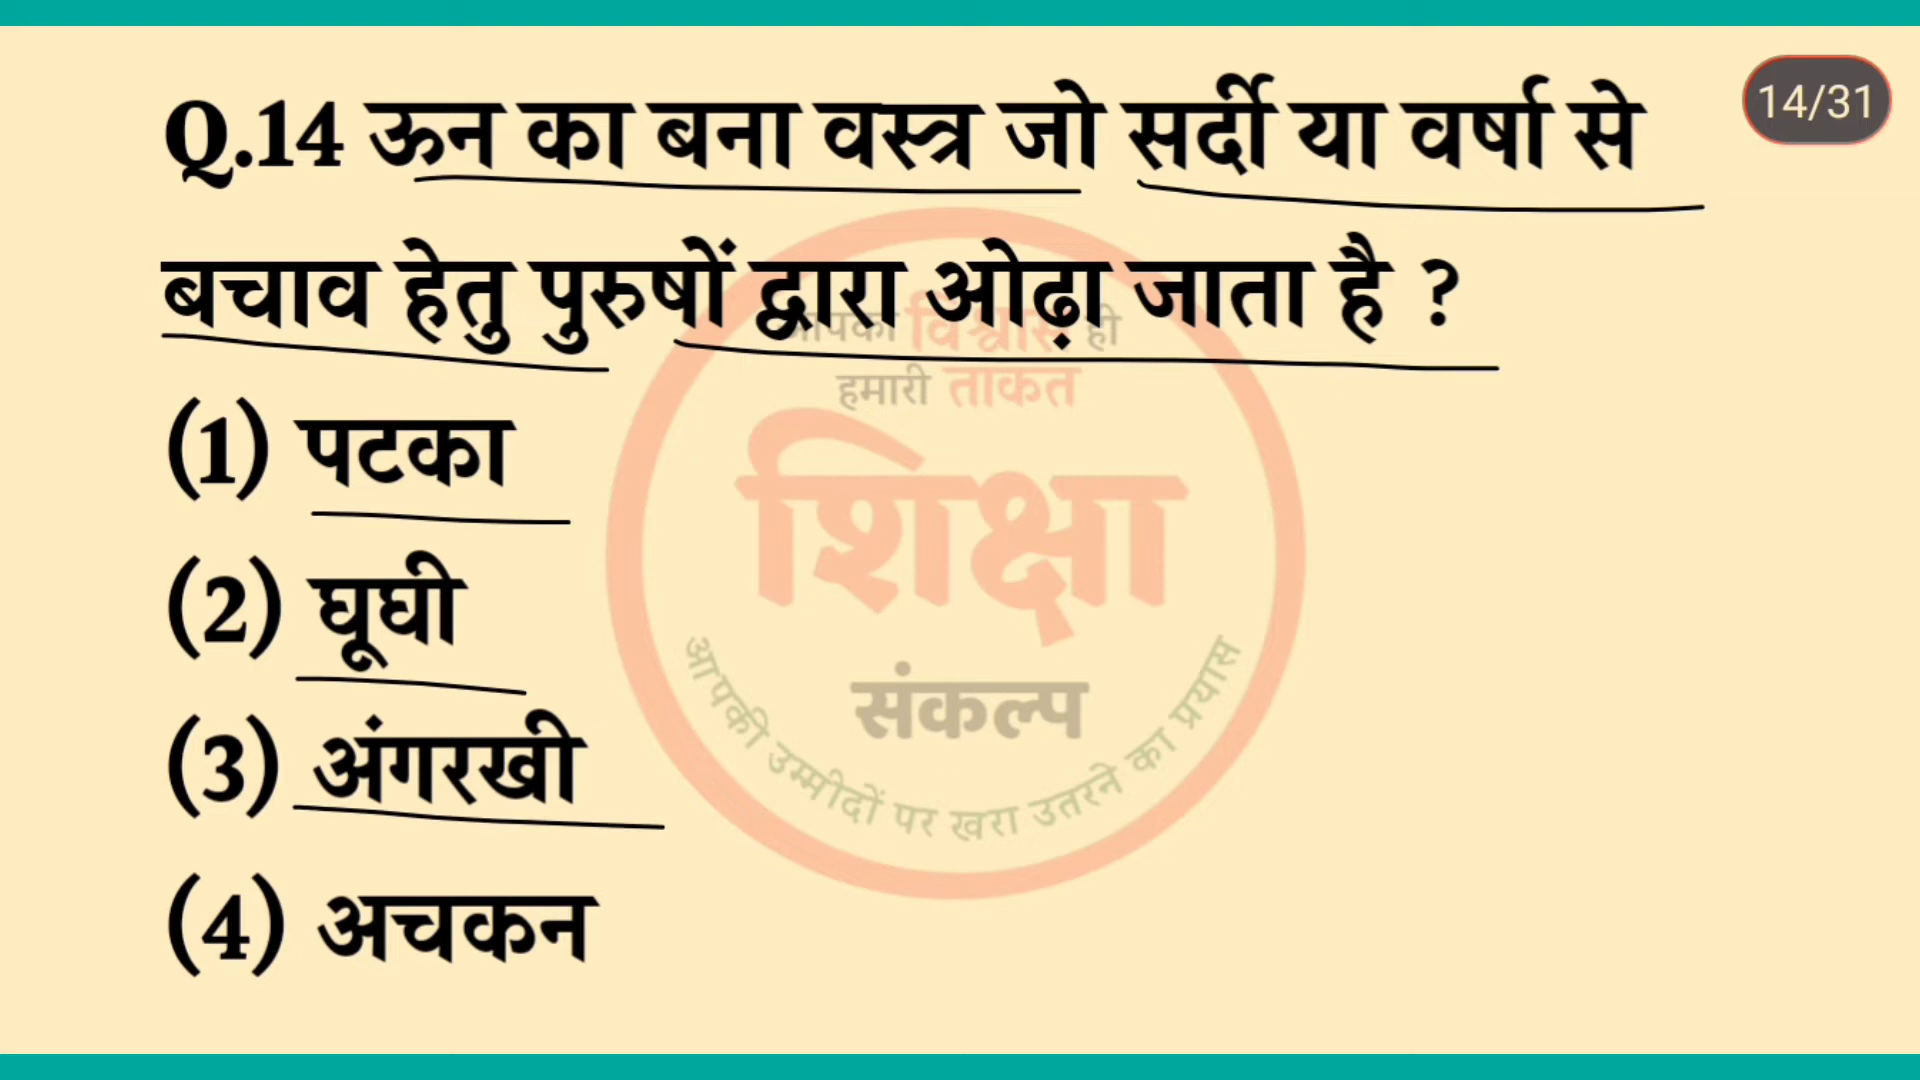 14/31
Q.14 ऊन का बना वस्त्र जो सर्दी या वर्षा से
बचाव हेतु पुरुषों द्वारा ओढ़ा जाता है ?
(1) पटका
(2) घूघी
(3) अंगरखी
(4) अचकन
आपका विश्वास ही
हमारी ताकत
शिक्षा
संकल्प
आपकी उम्मीदों पर खरा उतरने का प्रयास